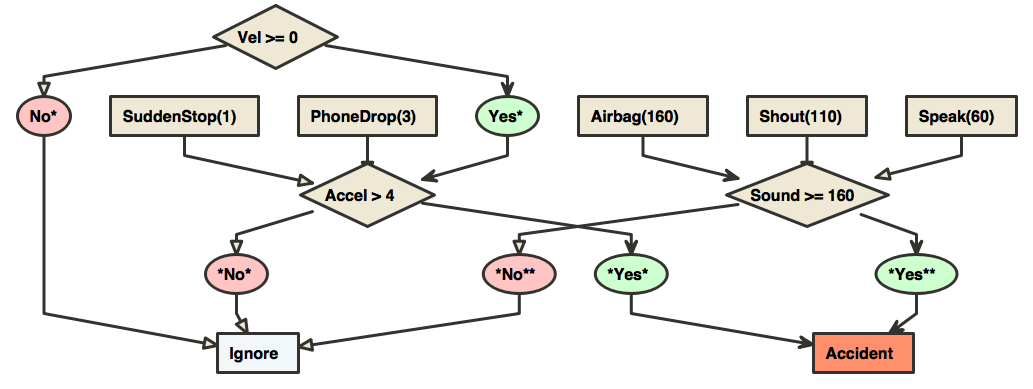 Vel >= 0
No*
SuddenStop(1)
PhoneDrop(3)
Yes*
Airbag(160)
Shout(110)
Speak(60)
Accel > 4
Sound >= 160
*No*
*No**
*Yes*
*Yes**
Ignore
Accident